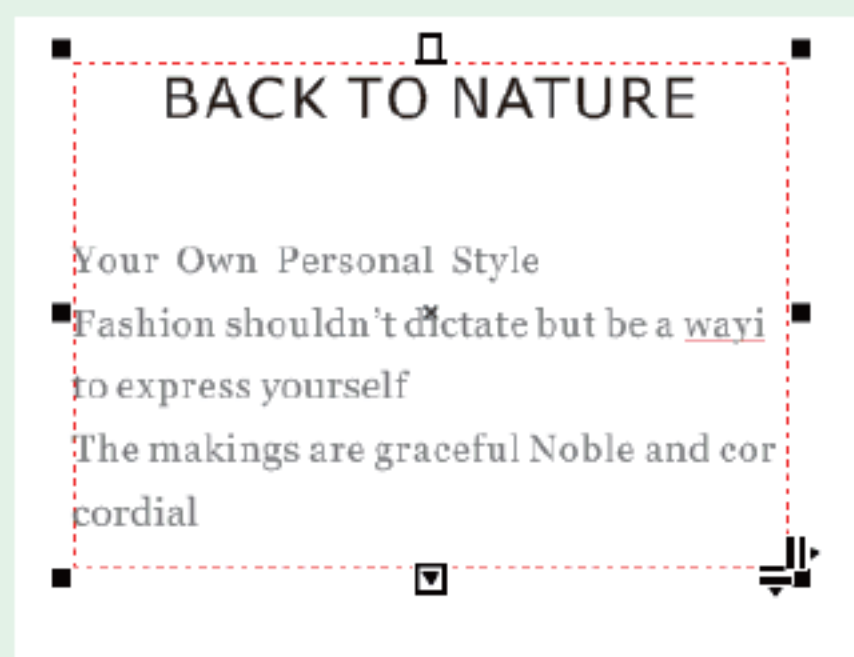 BACK TO NATURE
Your Own Personal Style
Fashion shouldn't dictate but be a wayi
to express yourself
The makings are graceful Noble and cor
cordial